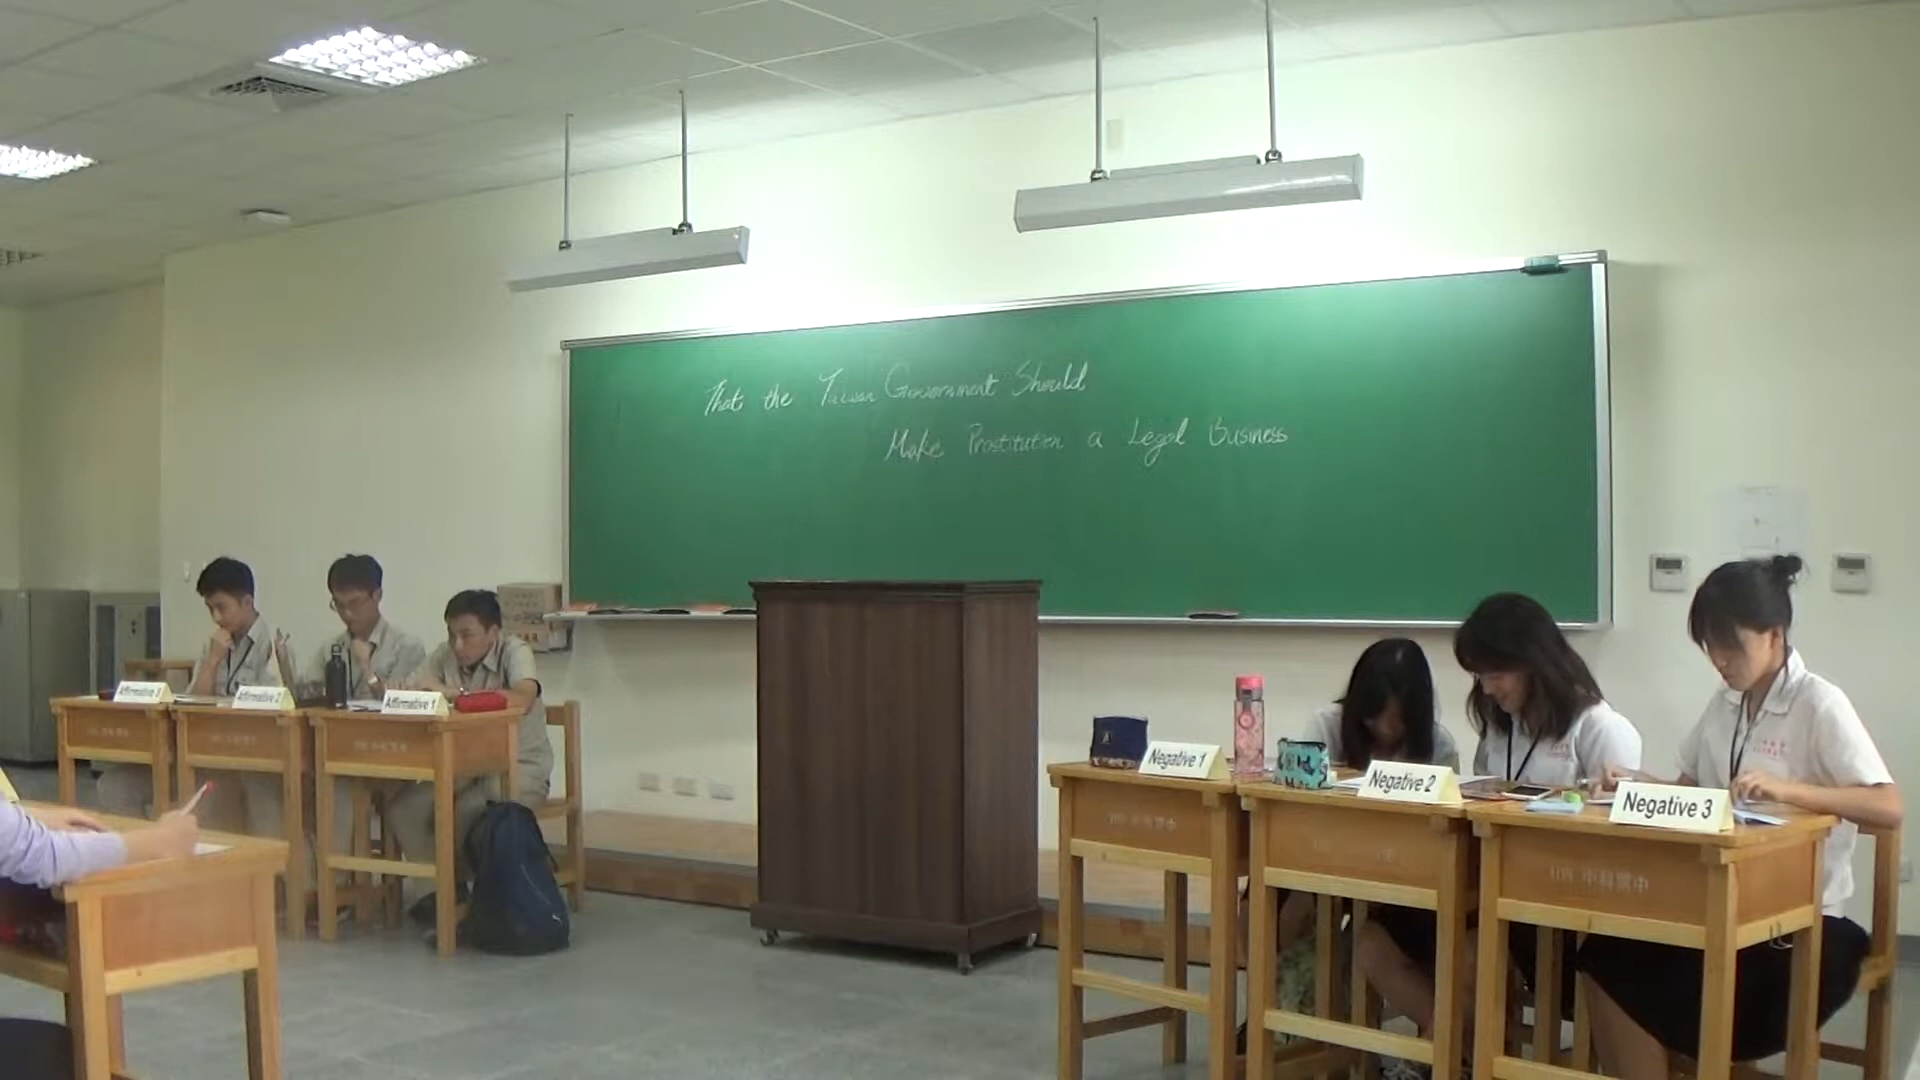 That the Taiwan Government Should
Make Prostitution a Legal Business
Affirmative 3
Affirmative 2
Affirmative 1
Negative 1
Negative 2
Negative 3